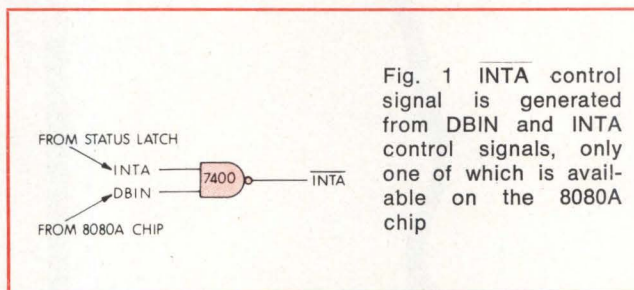 Fig. 1 INTA control
signal is generated
from DBIN and INTA
control signals, only
one of which is avail-
able on the 8080A
chip
FROM STATUS LATCH
INTA
7400
INTA
DBIN
FROM 8080A CHIP